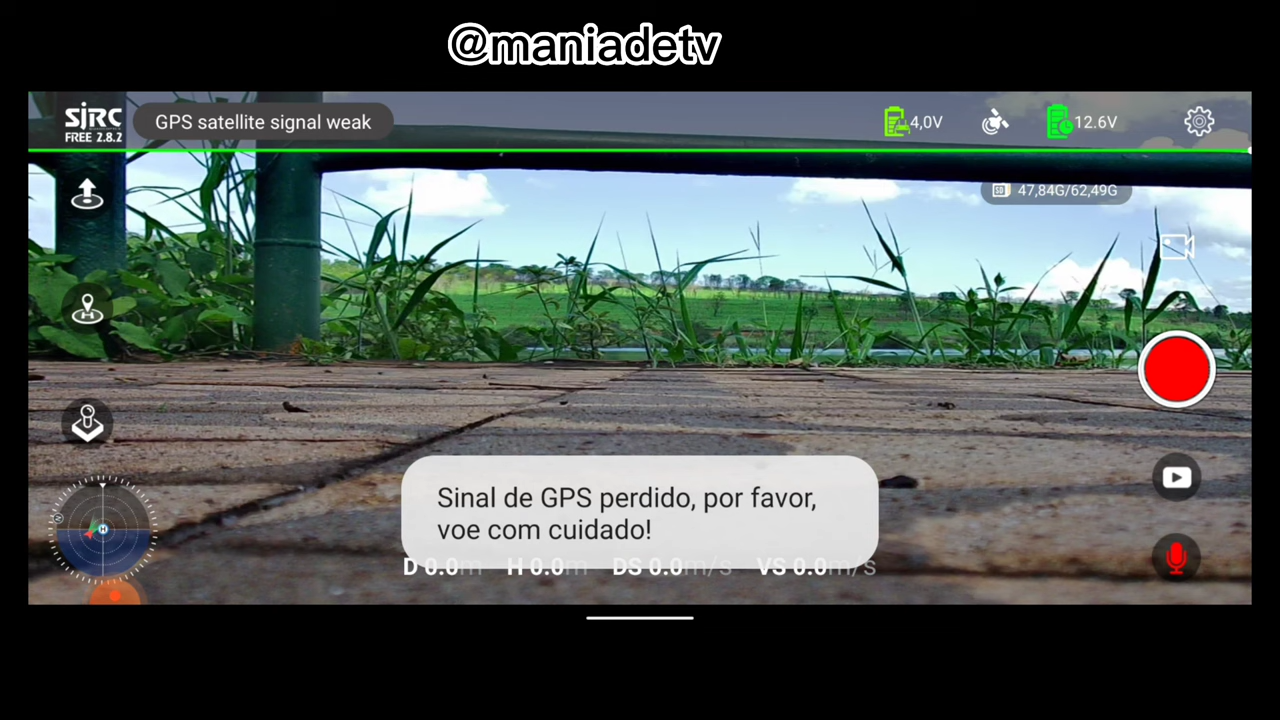 @maniadetv
SJRC
FREE 2.8.2
GPS satellite signal weak
4,0V
12.6V
SD 47,84G/62,49G
Sinal de GPS perdido, por favor,
voe com cuidado!
D 0.0m H 0.0m DS 0.0m/s VS 0.0m/s
H
N